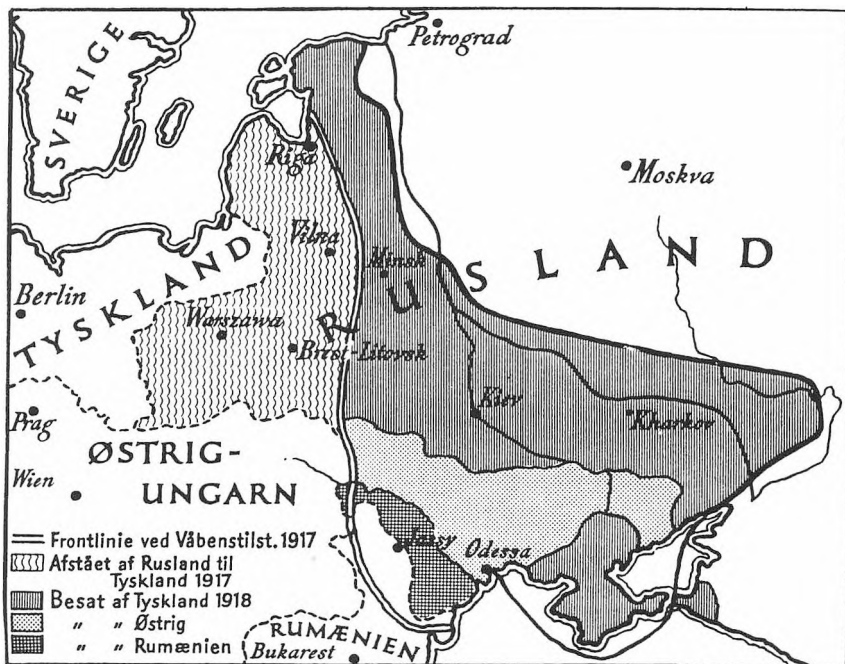 SVERIGE
Petrograd
Moskva
Riga
Vilna
Minsk
RUSLAND
TYSKLAND
Berlin
Warszawa
Brest-Litovsk
Kiev
Kharkov
Prag
Wien
ØSTRIG-
UNGARN
Jassy
Odessa
Frontlinie ved Våbenstilst. 1917
Afstået af Rusland til
Tyskland 1917
Besat af Tyskland 1918
" " Østrig
" " Rumænien
RUMÆNIEN
Bukarest